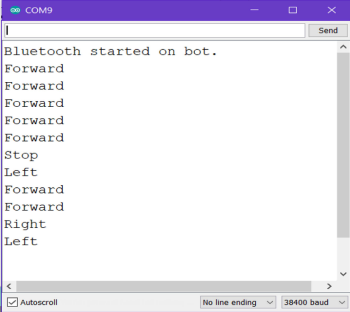 COM9
Send
Bluetooth started on bot.
Forward
Forward
Forward
Forward
Forward
Stop
Left
Forward
Forward
Right
Left
Autoscroll
No line ending
38400 baud